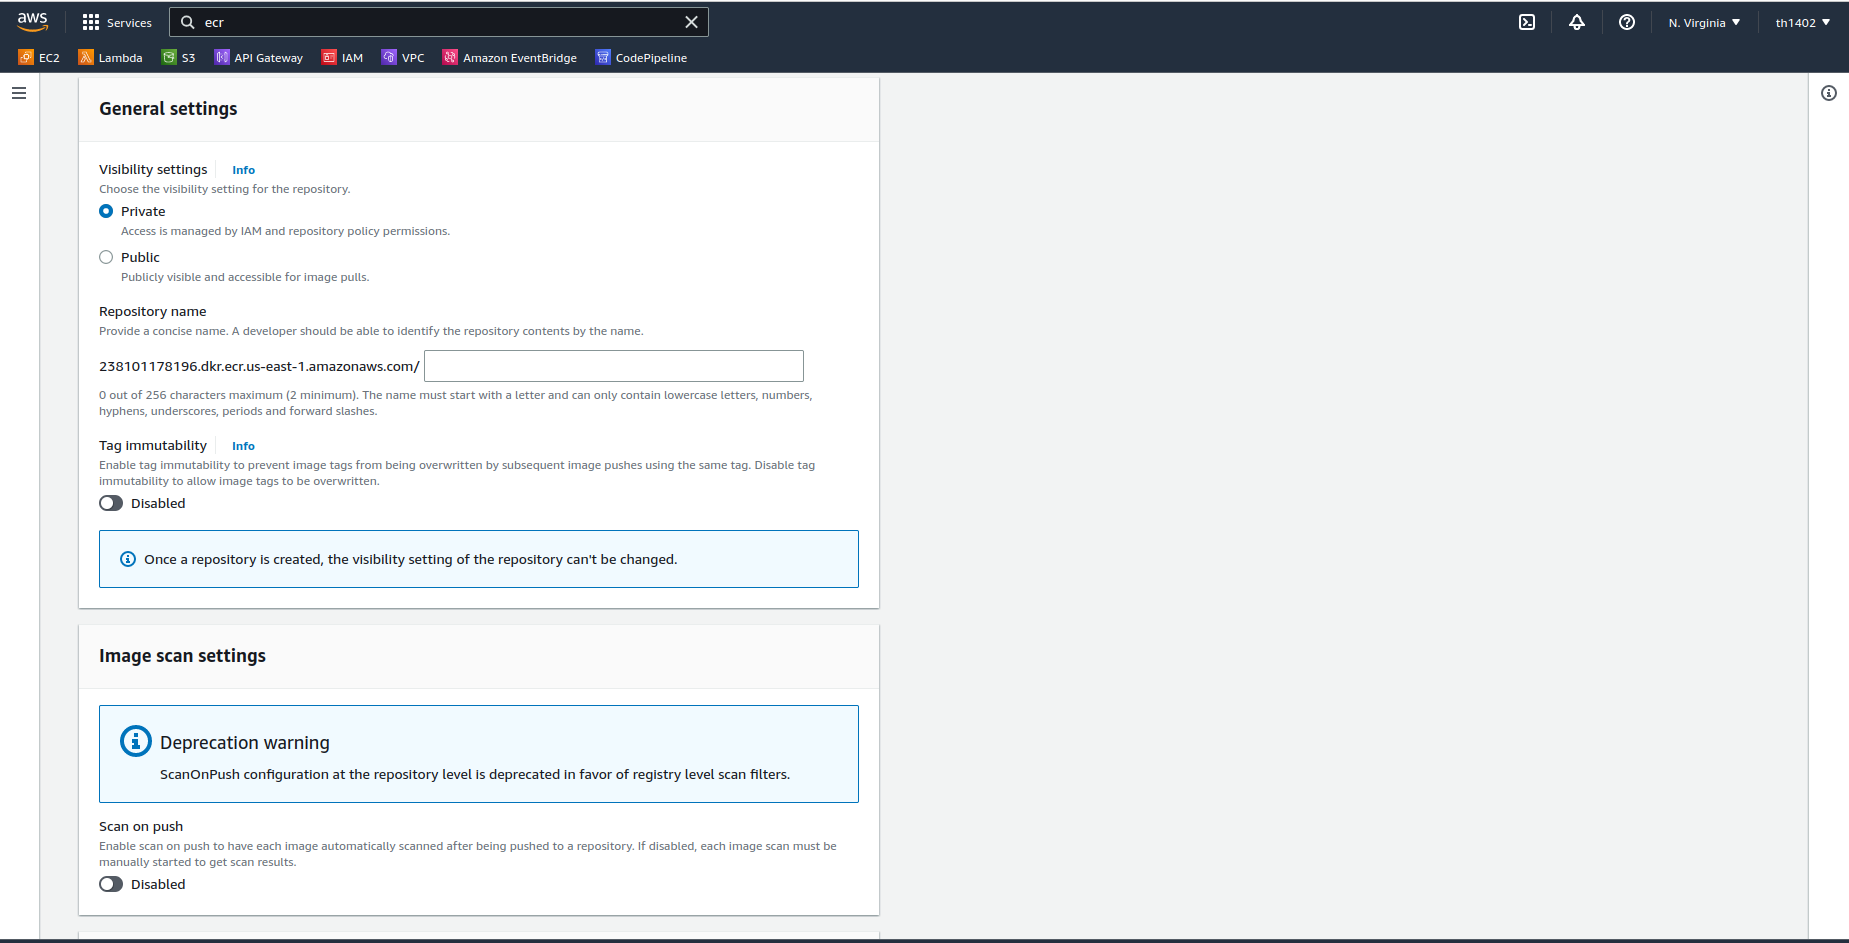 aws
Services
ecr
N. Virginia
th1402
EC2
Lambda
S3
API Gateway
IAM
VPC
Amazon EventBridge
CodePipeline
General settings
Visibility settings
Info
Choose the visibility setting for the repository.
Private
Access is managed by IAM and repository policy permissions.
Public
Publicly visible and accessible for image pulls.
Repository name
Provide a concise name. A developer should be able to identify the repository contents by the name.
238101178196.dkr.ecr.us-east-1.amazonaws.com/
0 out of 256 characters maximum (2 minimum). The name must start with a letter and can only contain lowercase letters, numbers,
hyphens, underscores, periods and forward slashes.
Tag immutability
Info
Enable tag immutability to prevent image tags from being overwritten by subsequent image pushes using the same tag. Disable tag
immutability to allow image tags to be overwritten.
Disabled
Once a repository is created, the visibility setting of the repository can't be changed.
Image scan settings
Deprecation warning
ScanOnPush configuration at the repository level is deprecated in favor of registry level scan filters.
Scan on push
Enable scan on push to have each image automatically scanned after being pushed to a repository. If disabled, each image scan must be
manually started to get scan results.
Disabled